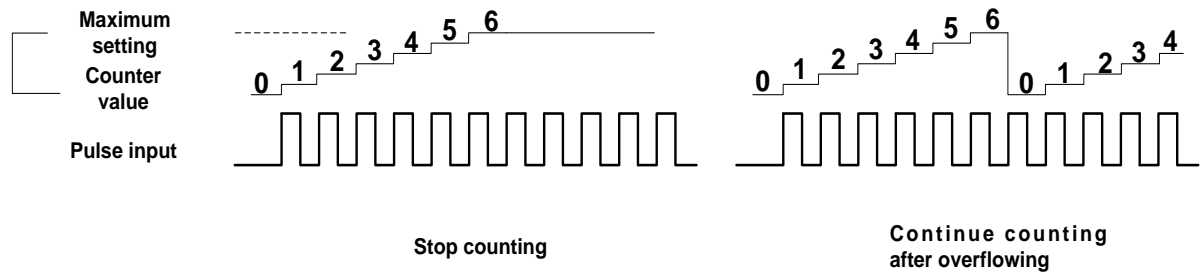 Maximum
setting
Counter
value
0 1 2 3 4 5 6
0 1 2 3 4 5 6 0 1 2 3 4
Pulse input
Stop counting
Continue counting
after overflowing